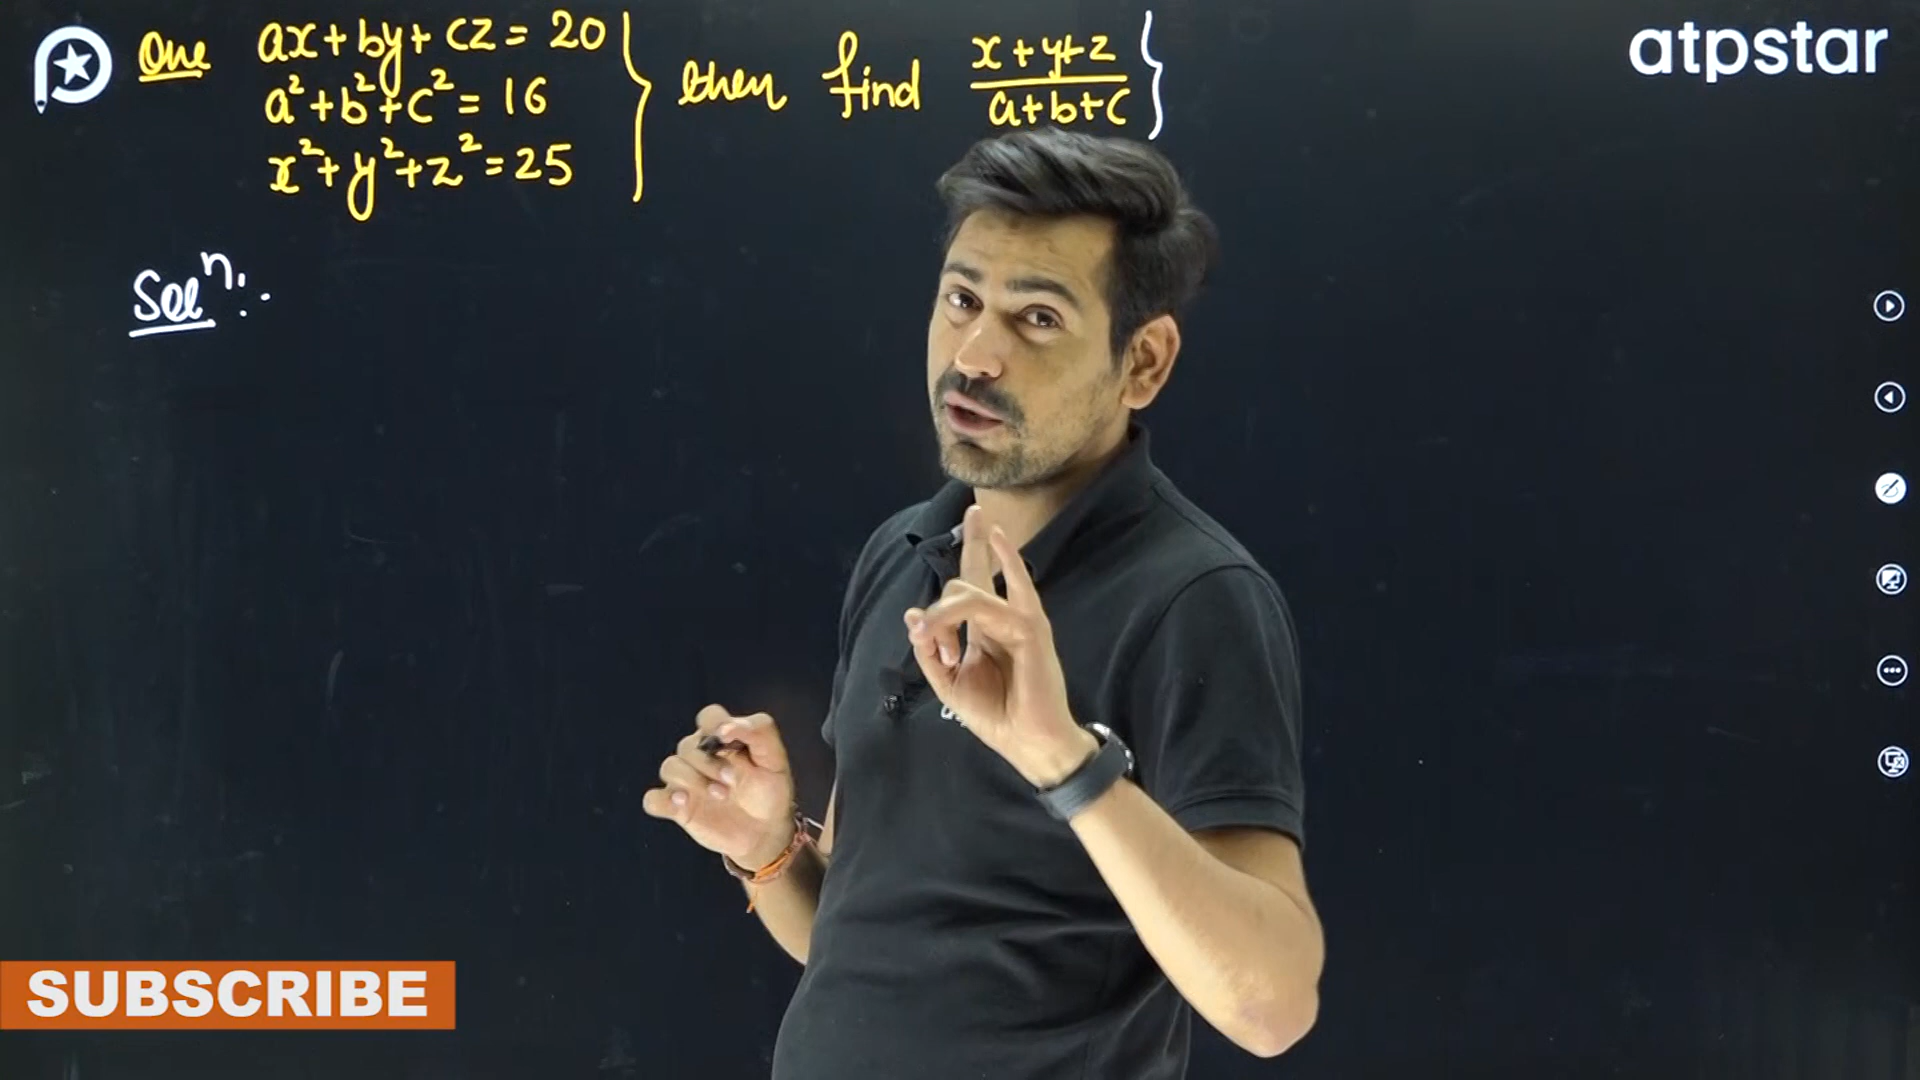 Que ax+by+cz=20
a²+b²+c²=16
x²+y²+z²=25
} then find x+y+z/a+b+c }
atpstar
Solⁿ:.
SUBSCRIBE